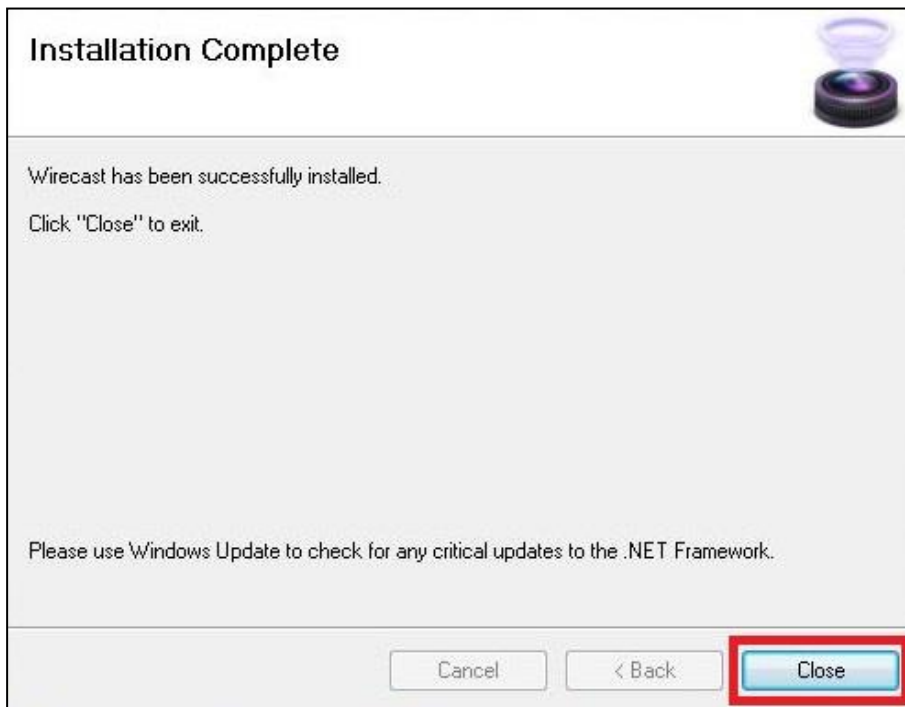 Installation Complete
Wirecast has been successfully installed.
Click "Close" to exit.
Please use Windows Update to check for any critical updates to the .NET Framework.
Cancel
< Back
Close